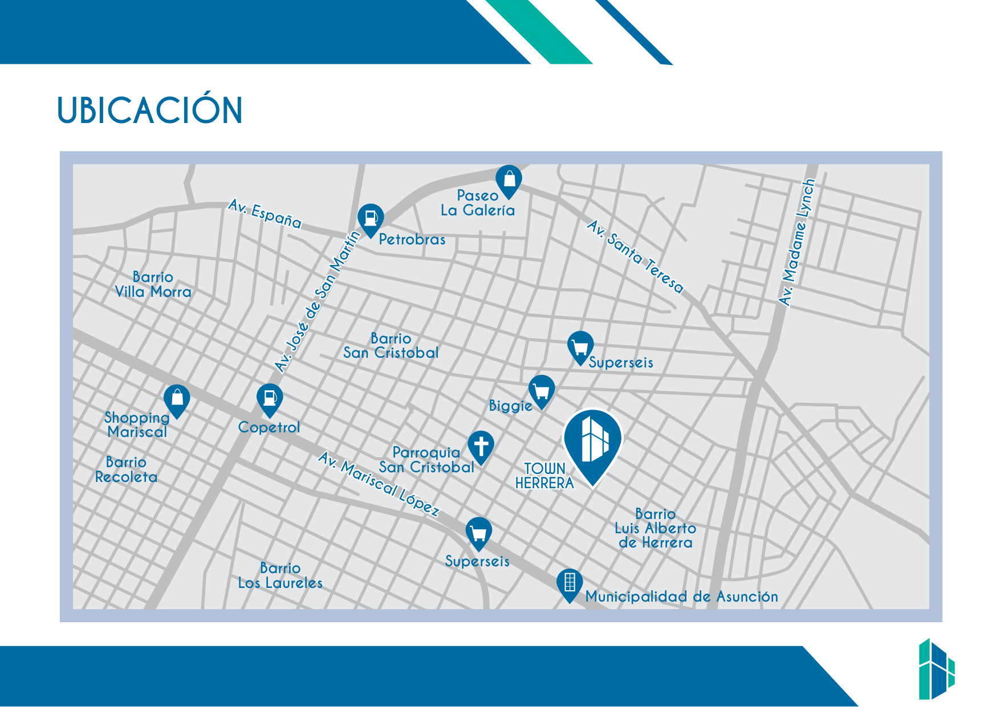 UBICACIÓN
Paseo
La Galería
Av. España
Petrobras
Av. Santa Teresa
Av. Madame Lynch
Av. José de San Martín
Barrio
Villa Morra
Barrio
San Cristobal
Superseis
Biggie
Shopping
Mariscal
Copetrol
Barrio
Recoleta
Av. Mariscal López
Parroquia
San Cristobal
TOWN
HERRERA
Barrio
Luis Alberto
de Herrera
Superseis
Barrio
Los Laureles
Municipalidad de Asunción